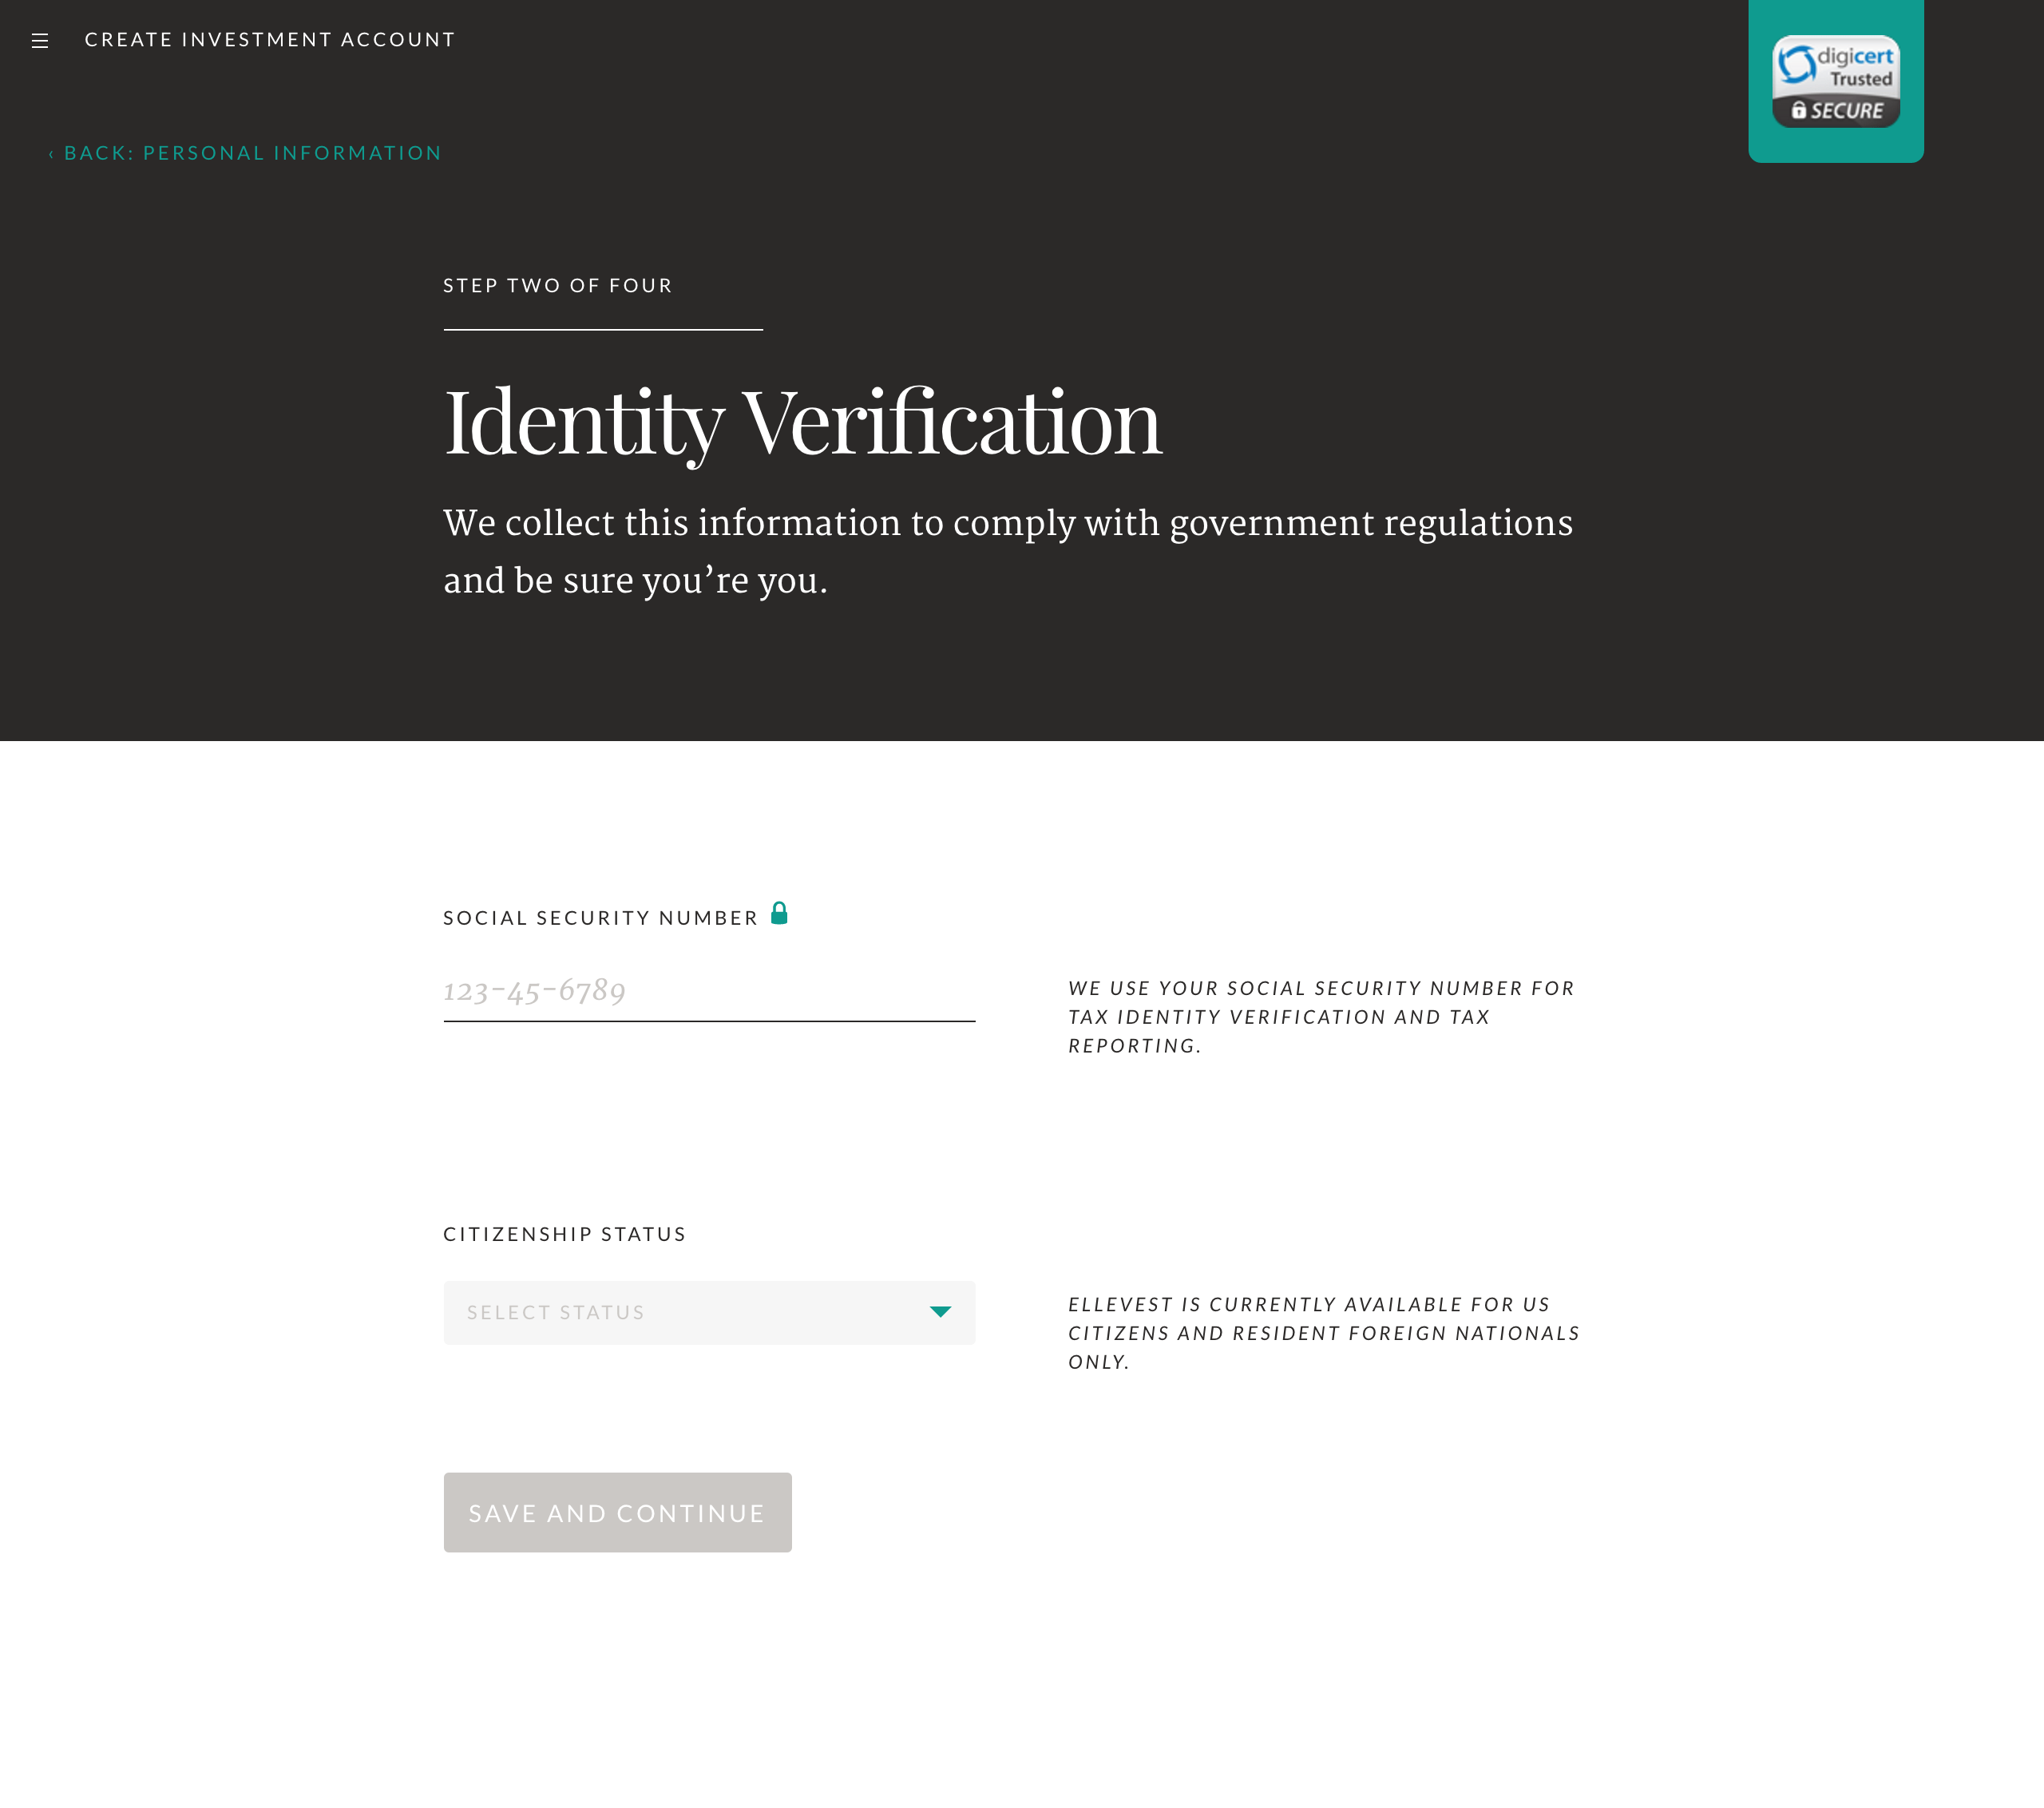 CREATE INVESTMENT ACCOUNT
digicert
Trusted
SECURE
‹ BACK: PERSONAL INFORMATION
STEP TWO OF FOUR
Identity Verification
We collect this information to comply with government regulations
and be sure you’re you.
SOCIAL SECURITY NUMBER
123-45-6789
WE USE YOUR SOCIAL SECURITY NUMBER FOR
TAX IDENTITY VERIFICATION AND TAX
REPORTING.
CITIZENSHIP STATUS
SELECT STATUS
ELLEVEST IS CURRENTLY AVAILABLE FOR US
CITIZENS AND RESIDENT FOREIGN NATIONALS
ONLY.
SAVE AND CONTINUE